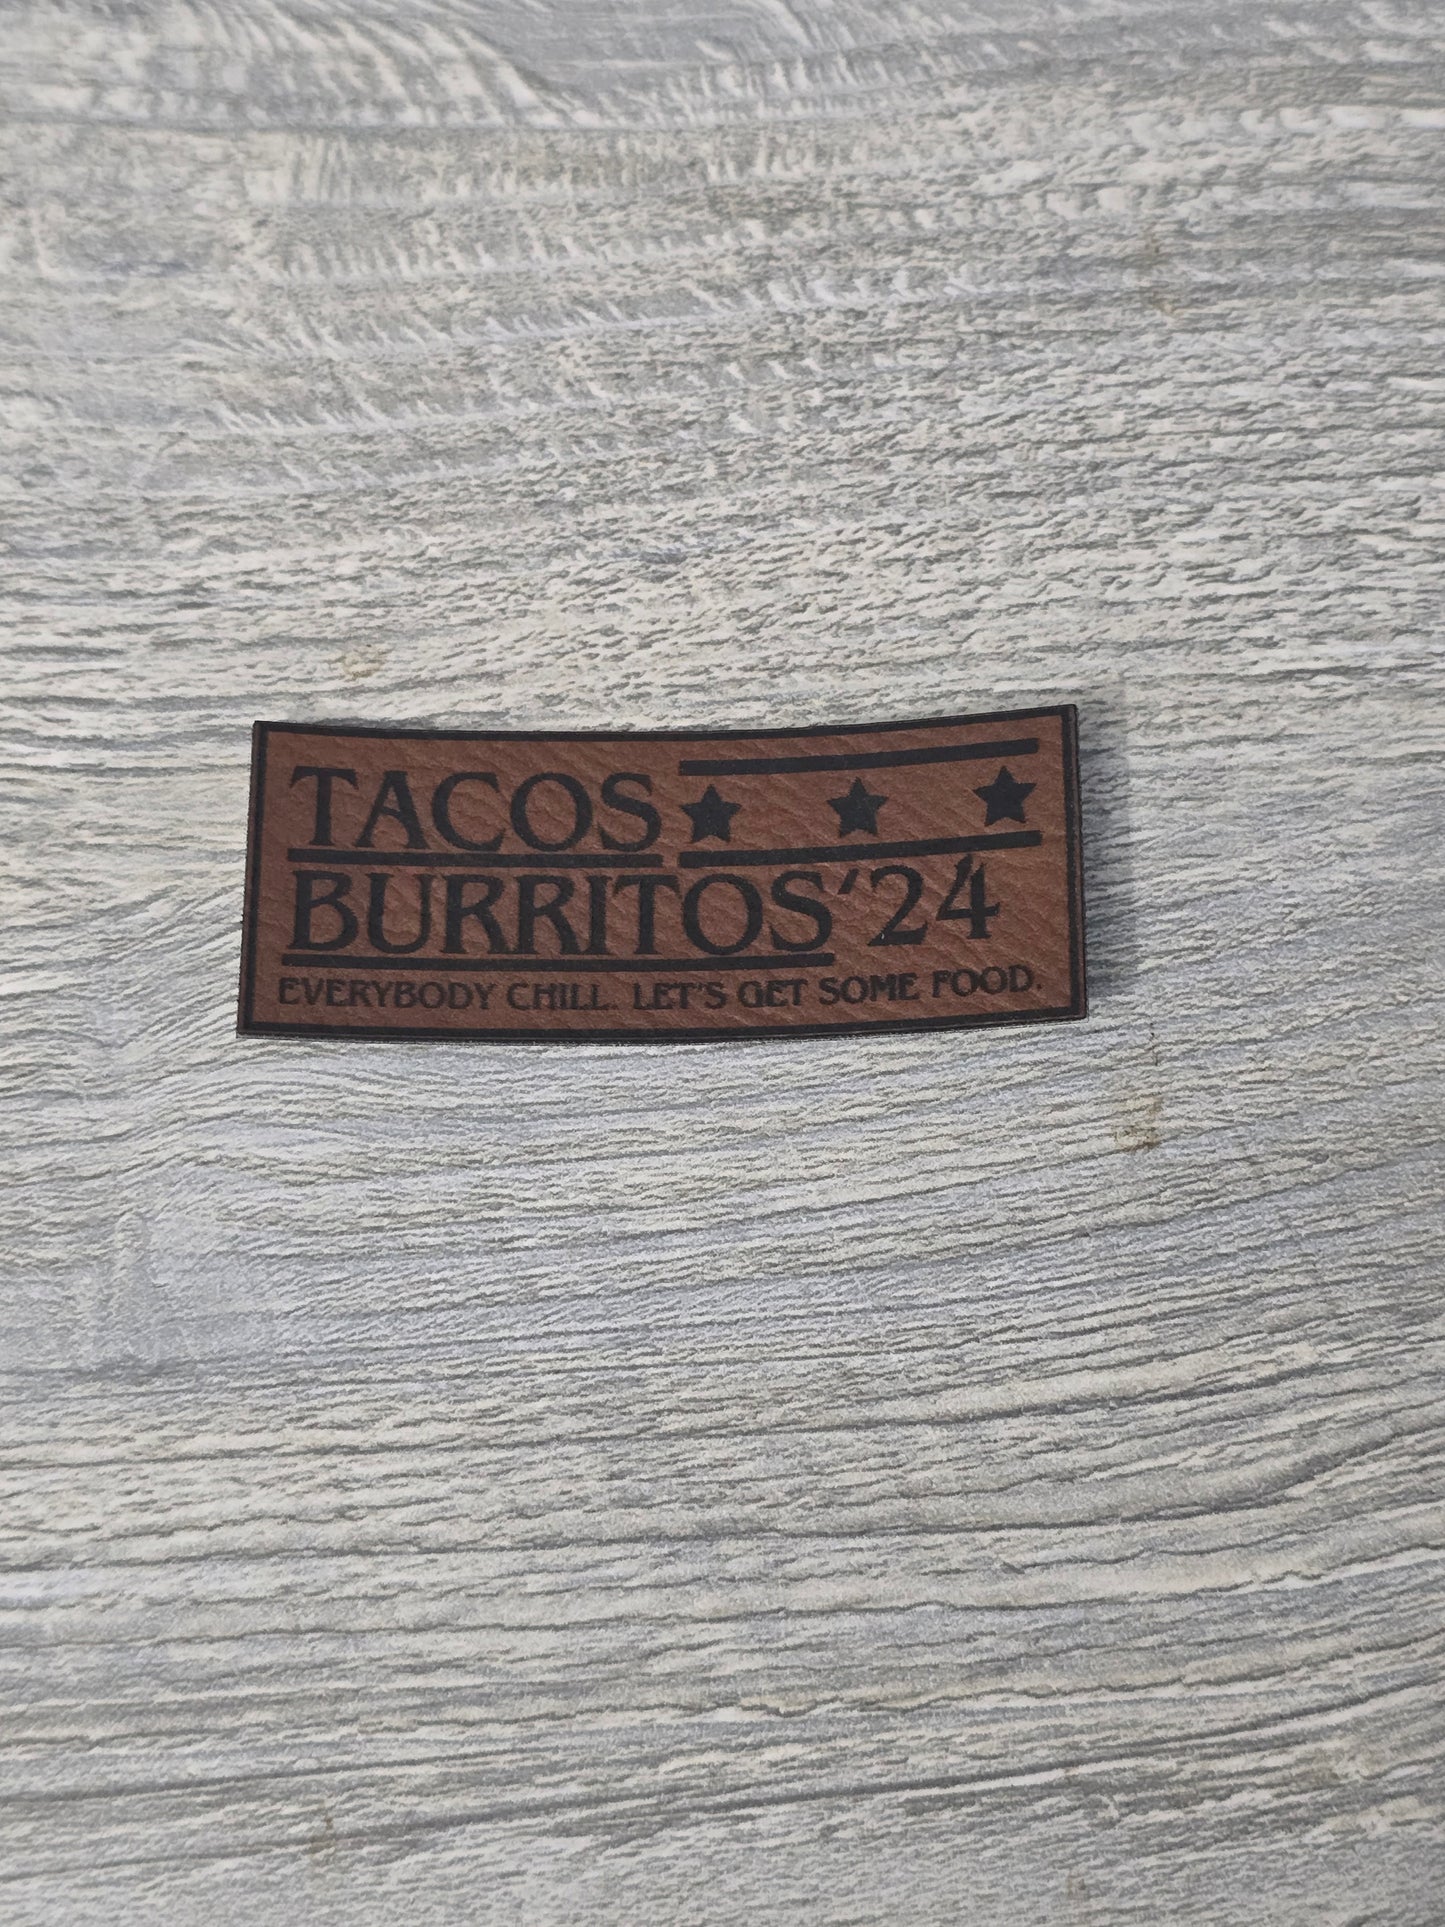 TACOS
BURRITOS '24
EVERYBODY CHILL. LET'S GET SOME FOOD.